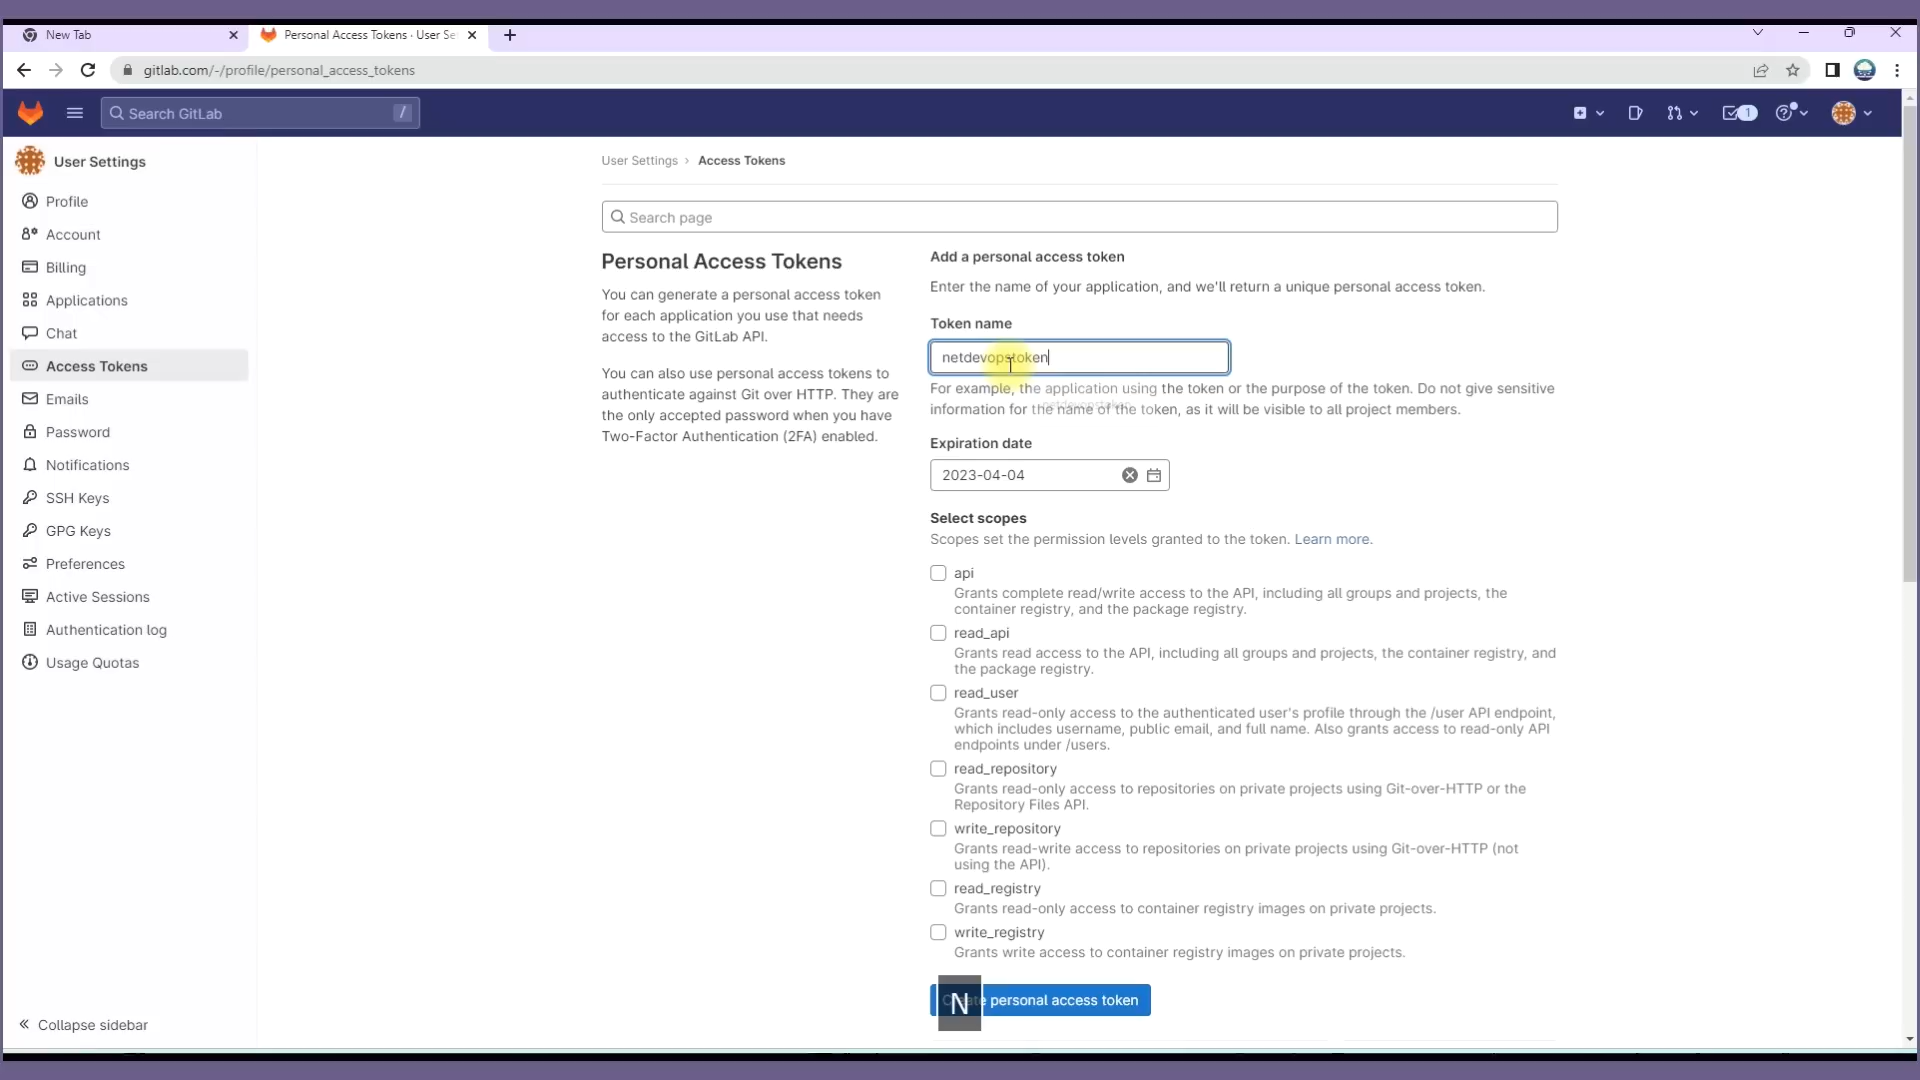 New Tab
Personal Access Tokens · User Se
gitlab.com/-/profile/personal_access_tokens
Search GitLab
/
1
User Settings
User Settings › Access Tokens
Profile
Account
Billing
Applications
Chat
Access Tokens
Emails
Password
Notifications
SSH Keys
GPG Keys
Preferences
Active Sessions
Authentication log
Usage Quotas
Collapse sidebar
Search page
Personal Access Tokens
You can generate a personal access token
for each application you use that needs
access to the GitLab API.
You can also use personal access tokens to
authenticate against Git over HTTP. They are
the only accepted password when you have
Two-Factor Authentication (2FA) enabled.
Add a personal access token
Enter the name of your application, and we'll return a unique personal access token.
Token name
netdevopstoken
For example, the application using the token or the purpose of the token. Do not give sensitive
netdevopstoken
information for the name of the token, as it will be visible to all project members.
Expiration date
2023-04-04
Select scopes
Scopes set the permission levels granted to the token. Learn more.
api
Grants complete read/write access to the API, including all groups and projects, the
container registry, and the package registry.
read_api
Grants read access to the API, including all groups and projects, the container registry, and
the package registry.
read_user
Grants read-only access to the authenticated user's profile through the /user API endpoint,
which includes username, public email, and full name. Also grants access to read-only API
endpoints under /users.
read_repository
Grants read-only access to repositories on private projects using Git-over-HTTP or the
Repository Files API.
write_repository
Grants read-write access to repositories on private projects using Git-over-HTTP (not
using the API).
read_registry
Grants read-only access to container registry images on private projects.
write_registry
Grants write access to container registry images on private projects.
Create personal access token
N